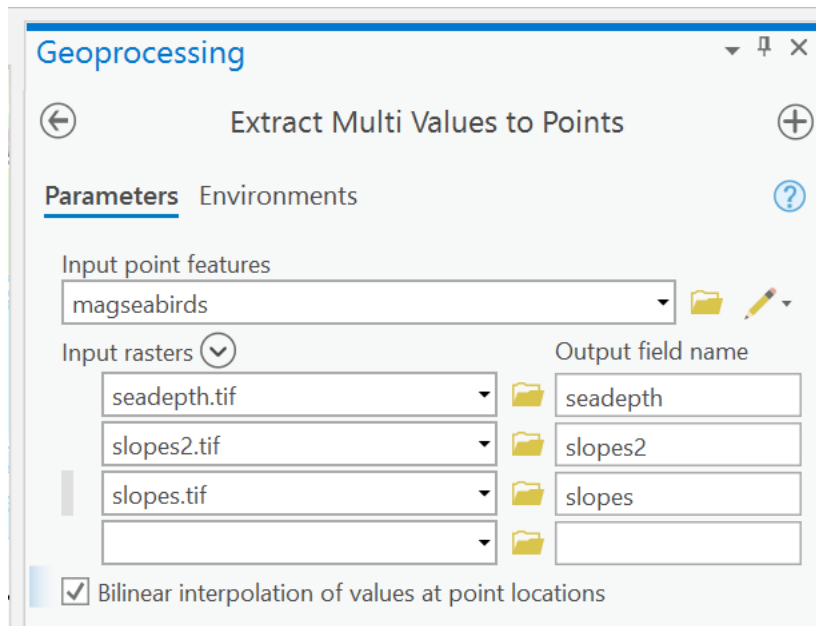 Geoprocessing
Extract Multi Values to Points
Parameters Environments
Input point features
magseabirds
Input rasters Output field name
seadepth.tif seadepth
slopes2.tif slopes2
slopes.tif slopes
Bilinear interpolation of values at point locations